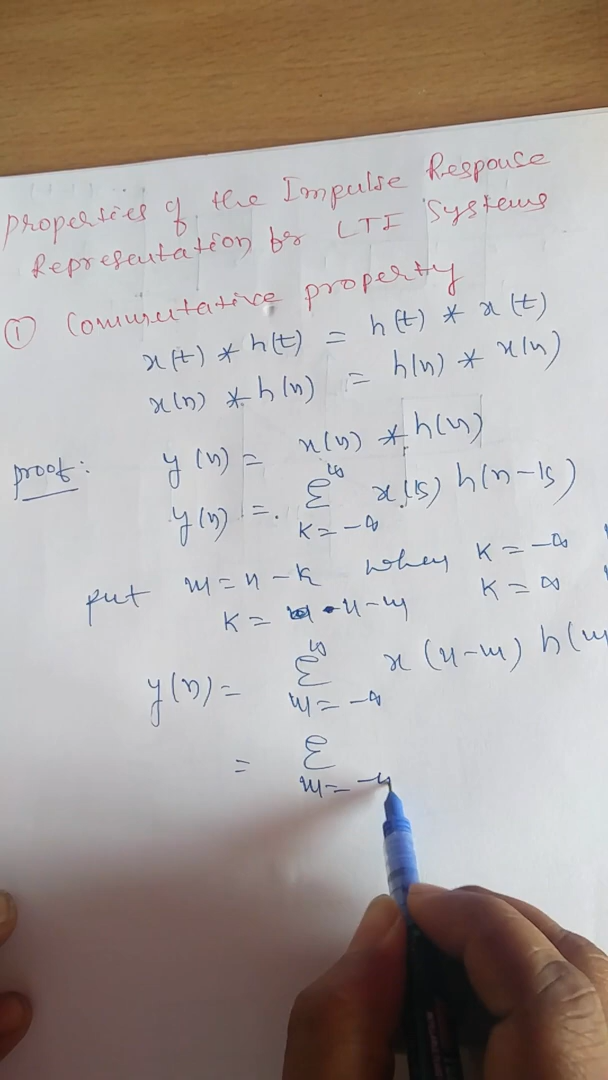 properties of the Impulse Response
Representation for LTI Systems
① Commutative property
x(t) * h(t) = h(t) * x(t)
x(n) * h(n) = h(n) * x(n)
proof: y(n) = x(n) * h(n)
y(n) = ∞ Σ k=-∞ x(k) h(n-k)
put m=n-k when k=-∞
k= n-m k=∞
y(n) = ∞ Σ m=-∞ x(n-m) h(m
= Σ m=-